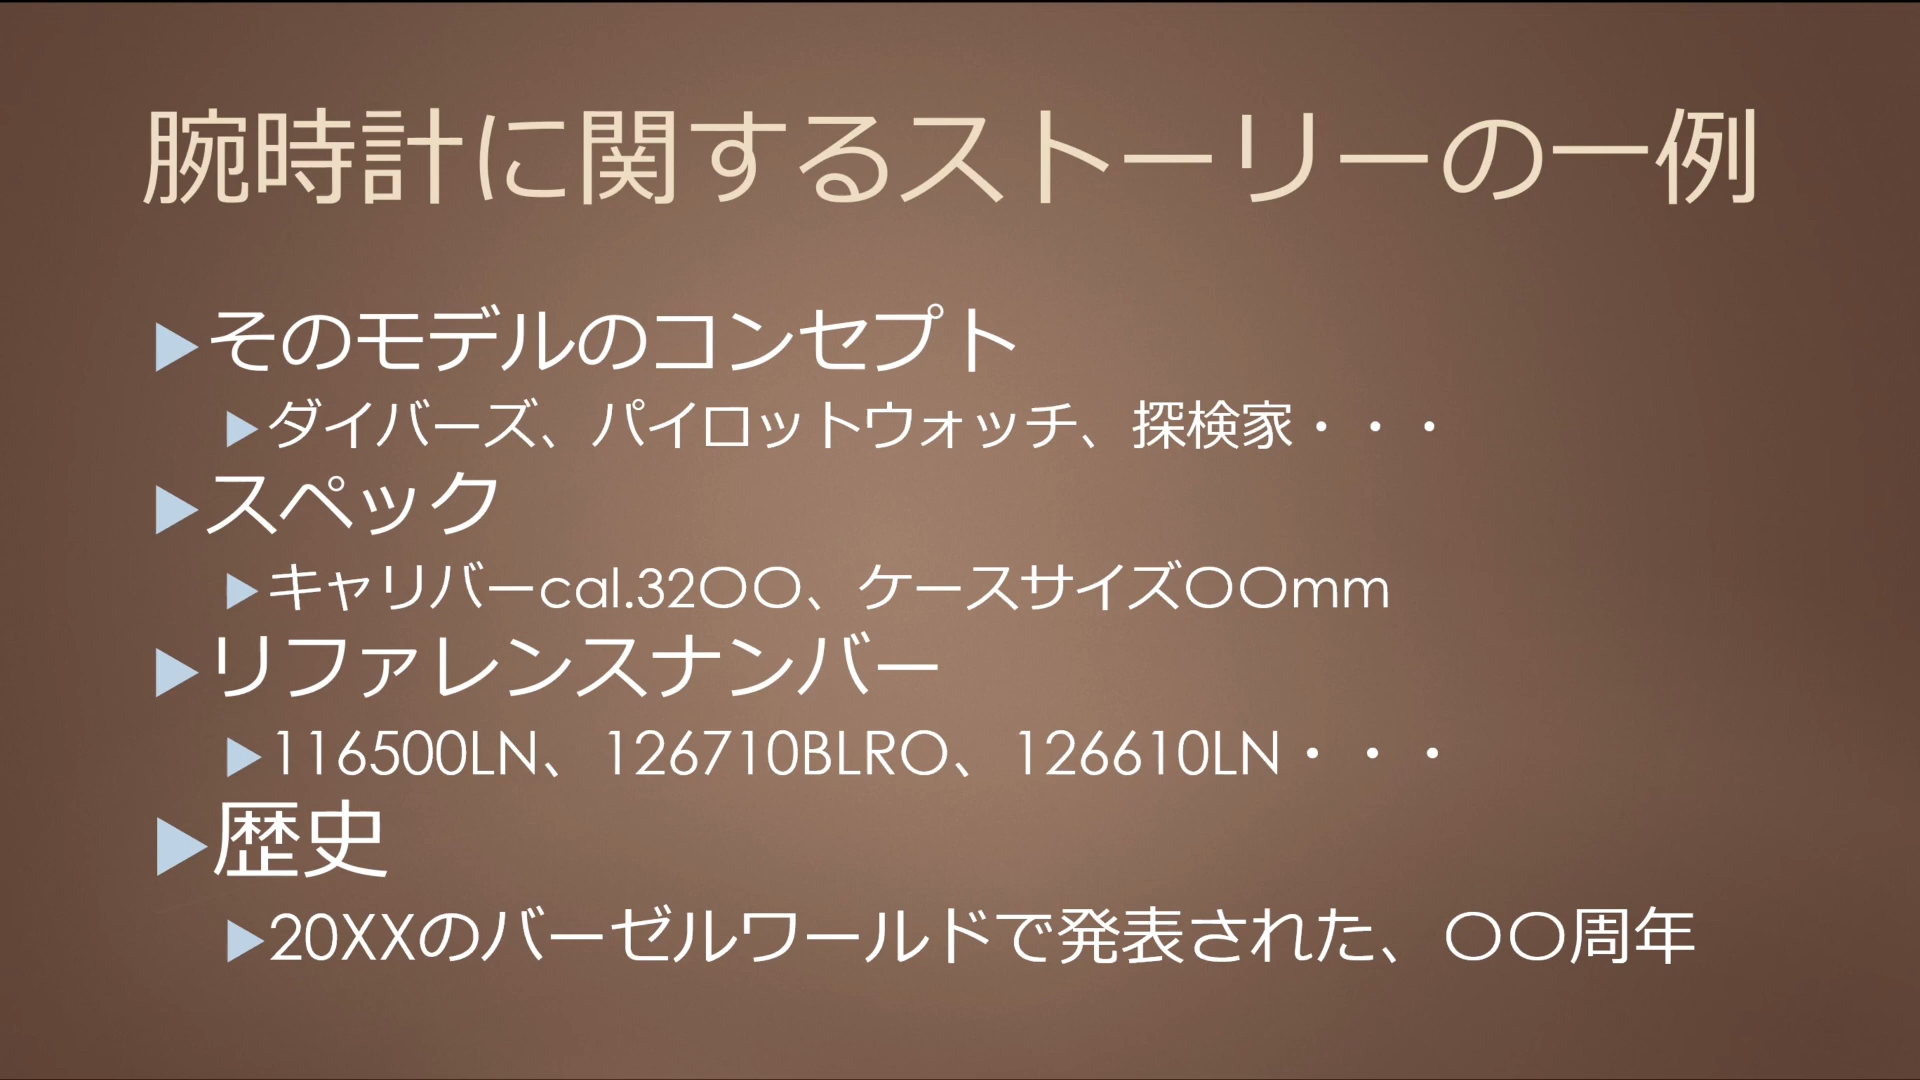 腕時計に関するストーリーの一例
▶そのモデルのコンセプト
▶ダイバーズ、パイロットウォッチ、探検家・・・
▶スペック
▶キャリバーcal.32〇〇、ケースサイズ〇〇mm
▶リファレンスナンバー
▶116500LN、126710BLRO、126610LN・・・
▶歴史
▶20XXのバーゼルワールドで発表された、〇〇周年